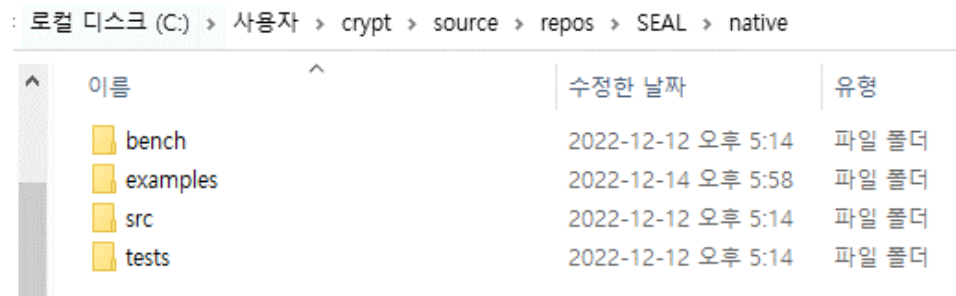 로컬 디스크 (C:) > 사용자 > crypt > source > repos > SEAL > native
이름 수정한 날짜 유형
bench 2022-12-12 오후 5:14 파일 폴더
examples 2022-12-14 오후 5:58 파일 폴더
src 2022-12-12 오후 5:14 파일 폴더
tests 2022-12-12 오후 5:14 파일 폴더